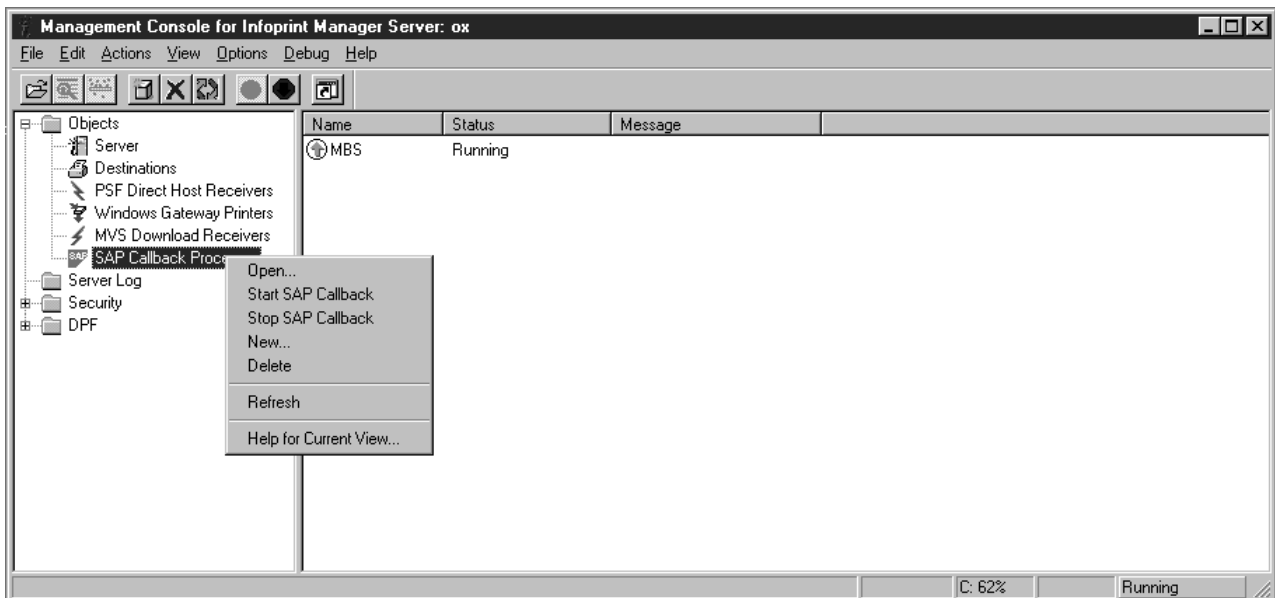 Management Console for Infoprint Manager Server: ox
File Edit Actions View Options Debug Help
Objects
Server
Destinations
PSF Direct Host Receivers
Windows Gateway Printers
MVS Download Receivers
SAP SAP Callback Proce
Server Log
Security
DPF
Name Status Message
MBS Running
Open...
Start SAP Callback
Stop SAP Callback
New...
Delete
Refresh
Help for Current View...
C: 62% Running